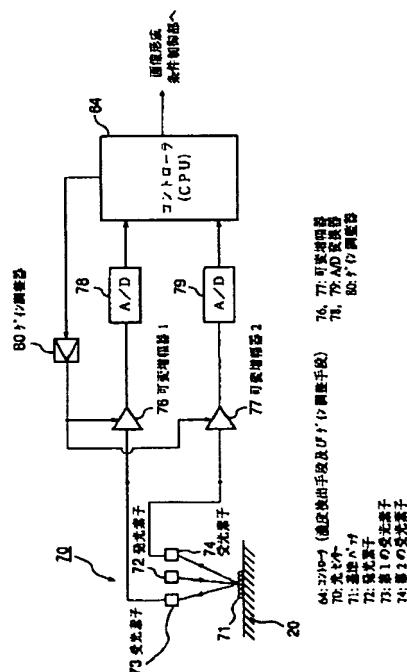 画像形成
条件制御部へ
64
コントローラ
(CPU)
80 ゲイン調整器
78
A/D
79
A/D
76 可変増幅器1
77 可変増幅器2
70
72 発光素子
73 受光素子
74
受光素子
71
20
64:コントローラ (濃度検出手段及びゲイン調整手段)
70: 光センサー
71: 基準パッチ
72: 発光素子
73: 第1の受光素子
74: 第2の受光素子
76, 77: 可変増幅器
78, 79: A/D 変換器
80: ゲイン調整器